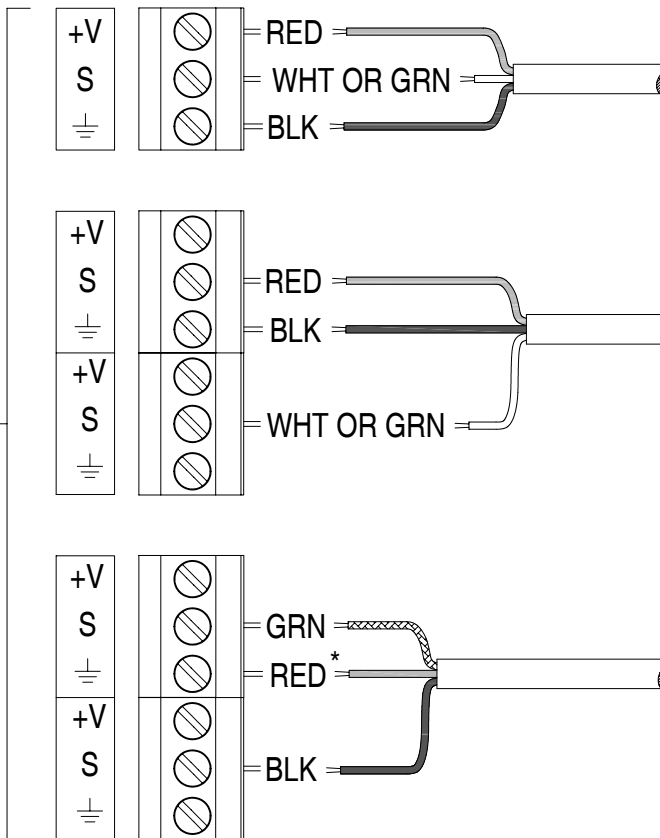 +V RED
S WHT OR GRN
BLK
+V
S RED
BLK
+V
S WHT OR GRN
+V
S GRN
RED*
+V
S BLK